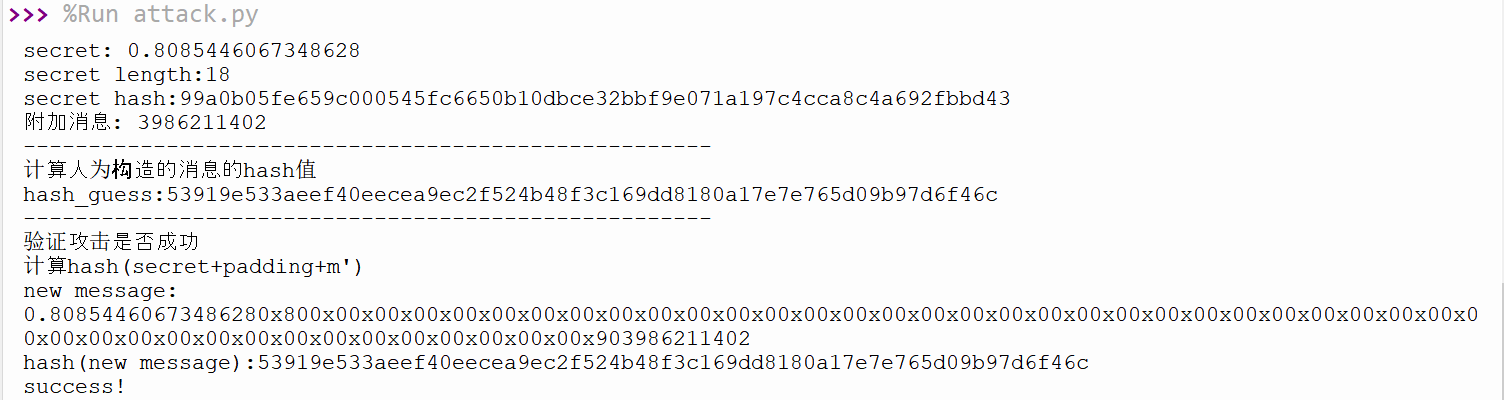 >>> %Run attack.py
secret: 0.8085446067348628
secret length:18
secret hash:99a0b05fe659c000545fc6650b10dbce32bbf9e071a197c4cca8c4a692fbbd43
附加消息: 3986211402
-----------------------------------------------------
计算人为构造的消息的hash值
hash_guess:53919e533aeef40eecea9ec2f524b48f3c169dd8180a17e7e765d09b97d6f46c
-----------------------------------------------------
验证攻击是否成功
计算hash(secret+padding+m')
new message:
0.80854460673486280x800x00x00x00x00x00x00x00x00x00x00x00x00x00x00x00x00x00x00x00x00x00x00x00x00x00x00x00x00x00x0
0x00x00x00x00x00x00x00x00x00x00x00x00x00x00x903986211402
hash(new message):53919e533aeef40eecea9ec2f524b48f3c169dd8180a17e7e765d09b97d6f46c
success!